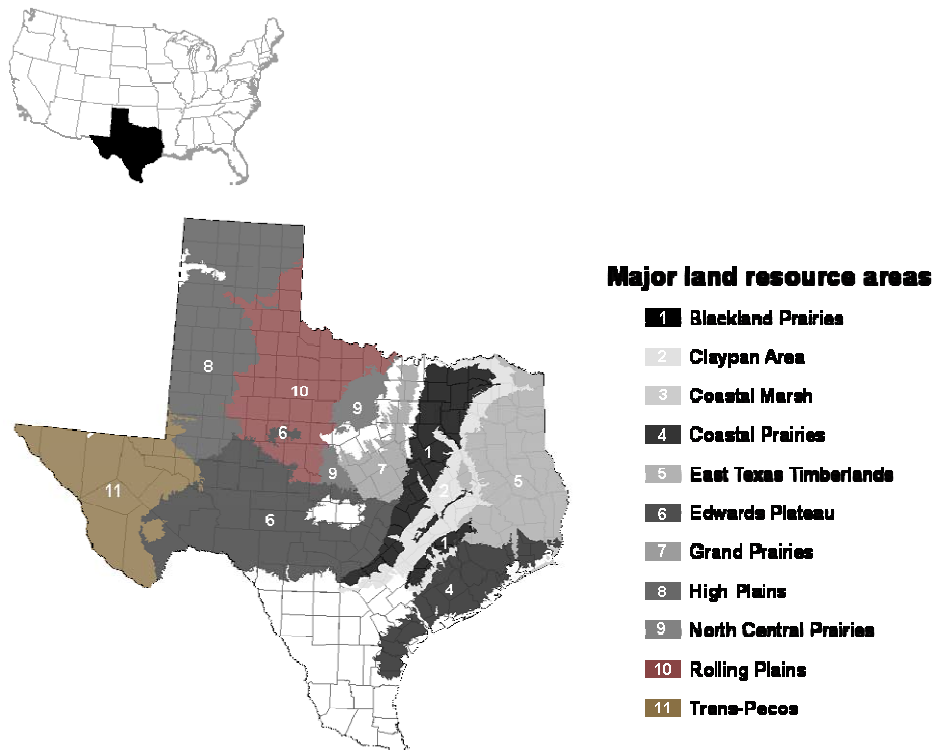 Major land resource areas
1 Blackland Prairies
2 Claypan Area
3 Coastal Marsh
4 Coastal Prairies
5 East Texas Timberlands
6 Edwards Plateau
7 Grand Prairies
8 High Plains
9 North Central Prairies
10 Rolling Plains
11 Trans-Pecos
8
10
9
6
1
7
9
5
11
2
6
1
3
4